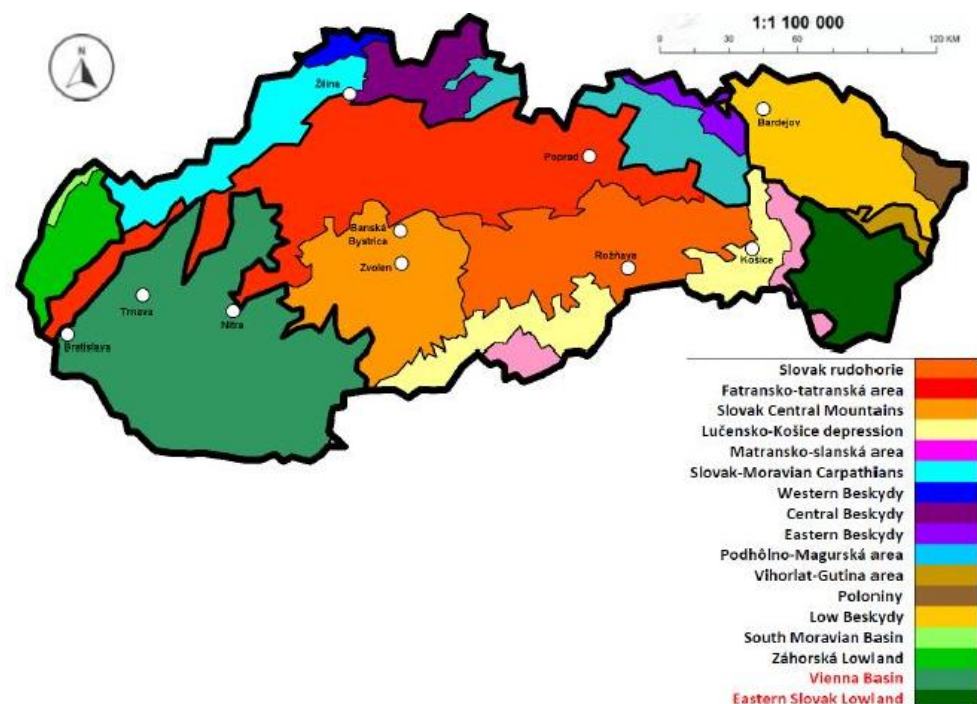 1:1 100 000
0 30 60 120 KM
N
Žilina
Bardejov
Poprad
Banská
Bystrica
Zvolen
Rožňava
Košice
Trnava
Nitra
Bratislava
Slovak rudohorie
Fatransko-tatranská area
Slovak Central Mountains
Lučensko-Košice depression
Matransko-slanská area
Slovak-Moravian Carpathians
Western Beskydy
Central Beskydy
Eastern Beskydy
Podhôlno-Magurská area
Vihorlat-Gutina area
Poloniny
Low Beskydy
South Moravian Basin
Záhorská Lowland
Vienna Basin
Eastern Slovak Lowland